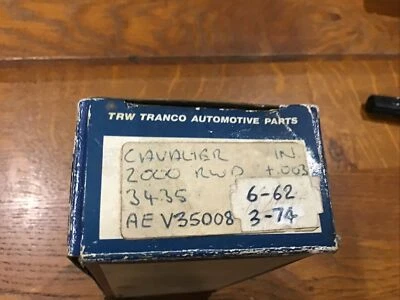 TRW TRANCO AUTOMOTIVE PARTS
CAVALIER IN.
2000 RWD +.003
3435 6-62
AE V35008 3-74